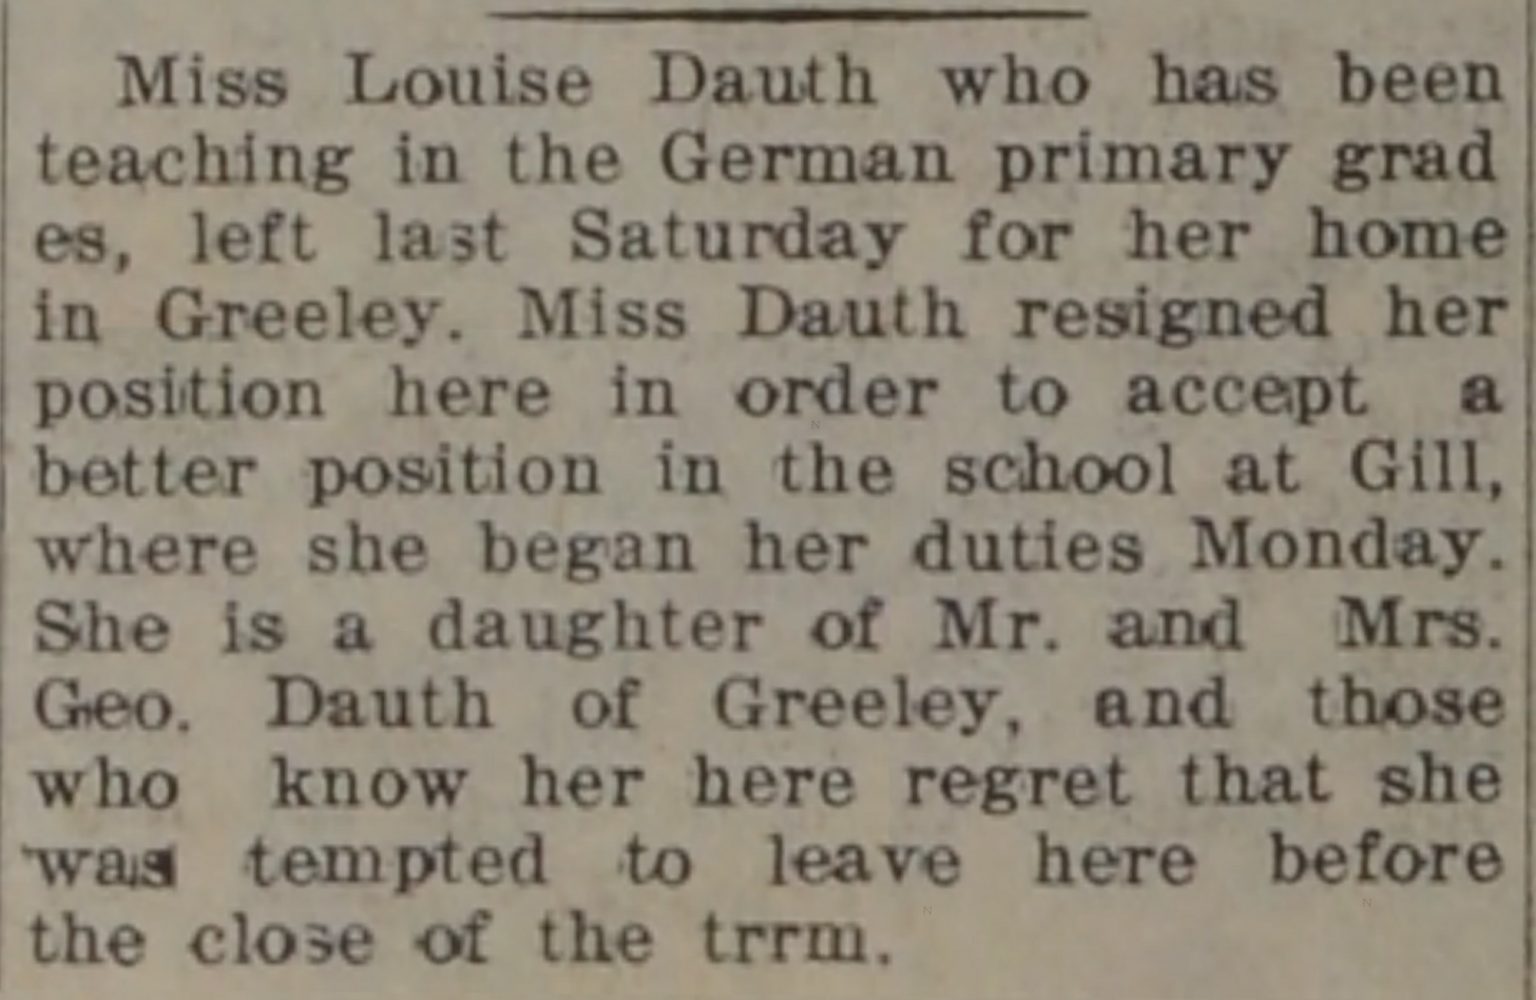 Miss Louise Dauth who has been
teaching in the German primary grad
es, left last Saturday for her home
in Greeley. Miss Dauth resigned her
position here in order to accept a
better position in the school at Gill,
where she began her duties Monday.
She is a daughter of Mr. and Mrs.
Geo. Dauth of Greeley, and those
who know her here regret that she
was tempted to leave here before
the close of the trrm.